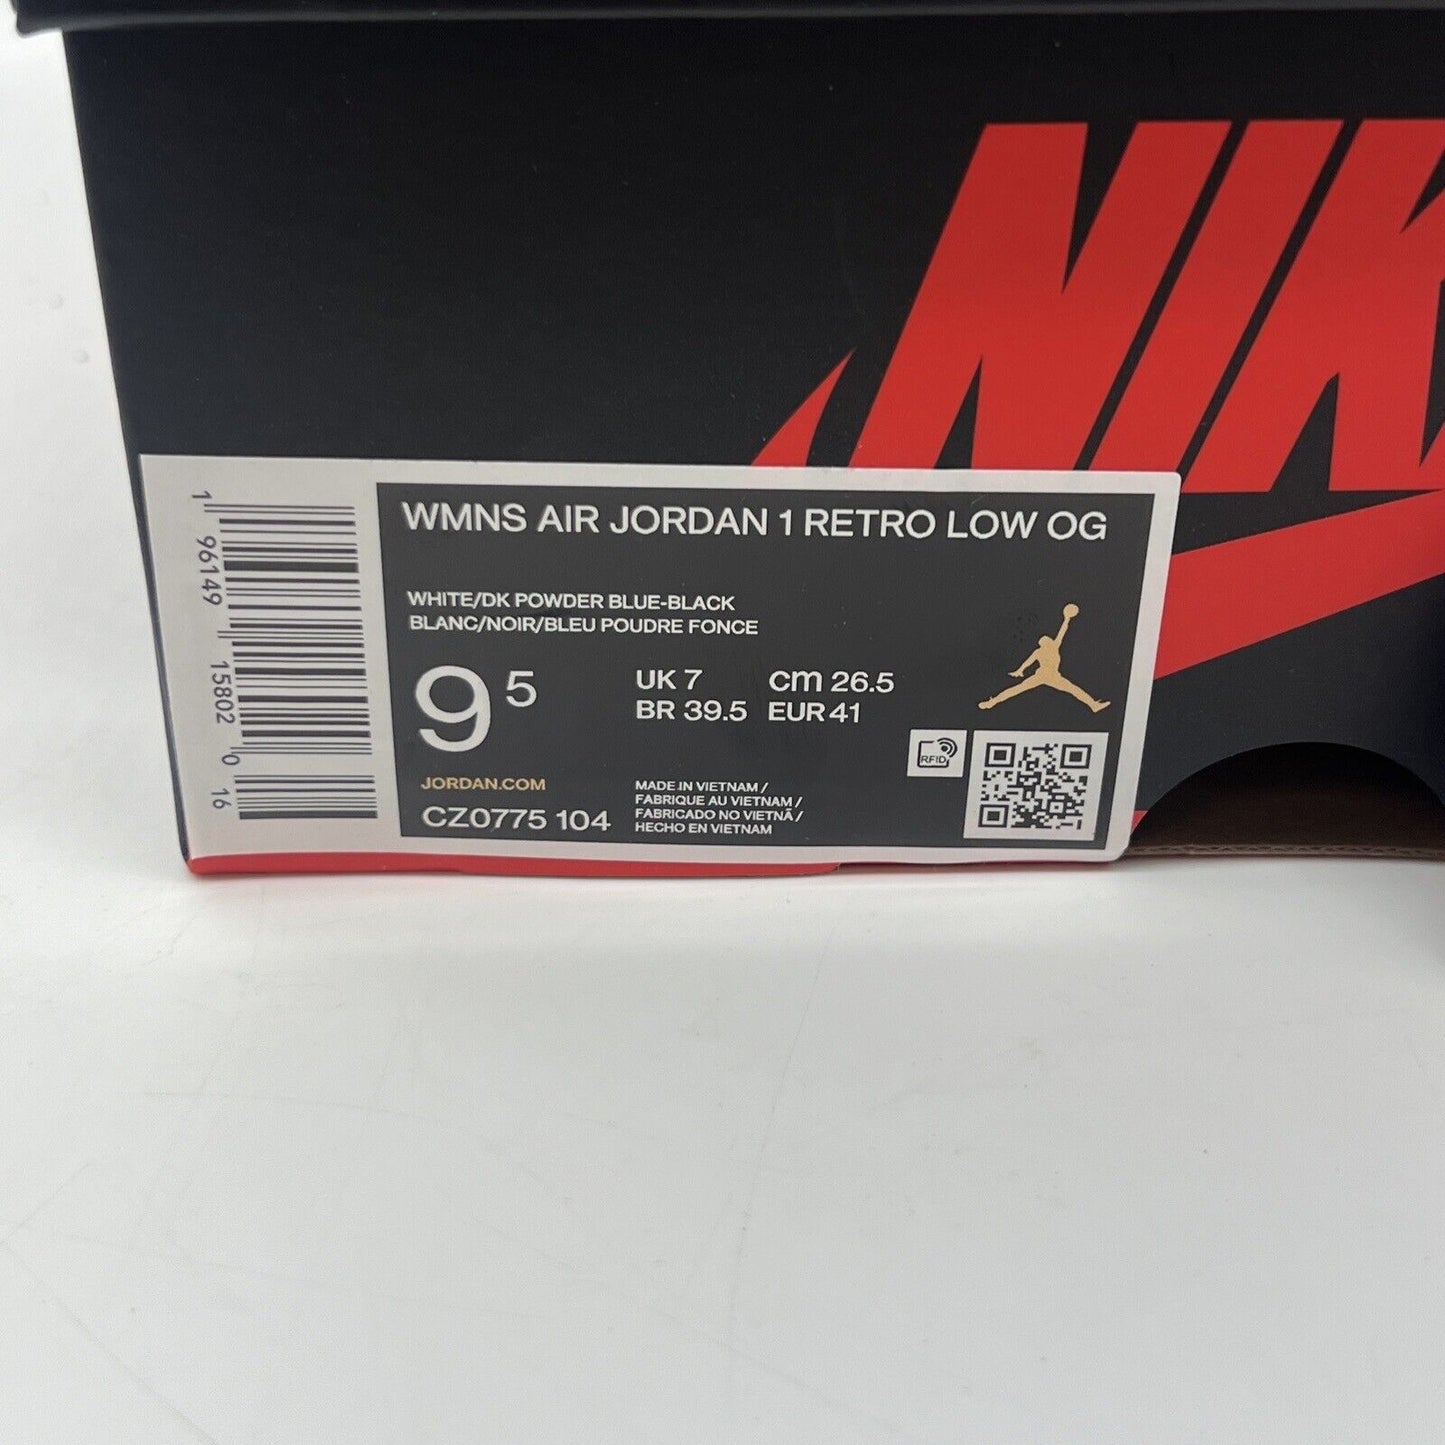 NIK
WMNS AIR JORDAN 1 RETRO LOW OG
WHITE/DK POWDER BLUE-BLACK
BLANC/NOIR/BLEU POUDRE FONCE
9 5
UK 7 cm 26.5
BR 39.5 EUR 41
RFID
JORDAN.COM
CZ0775 104
MADE IN VIETNAM /
FABRIQUE AU VIETNAM /
FABRICADO NO VIETNÃ /
HECHO EN VIETNAM
1 96149 15802 0 16